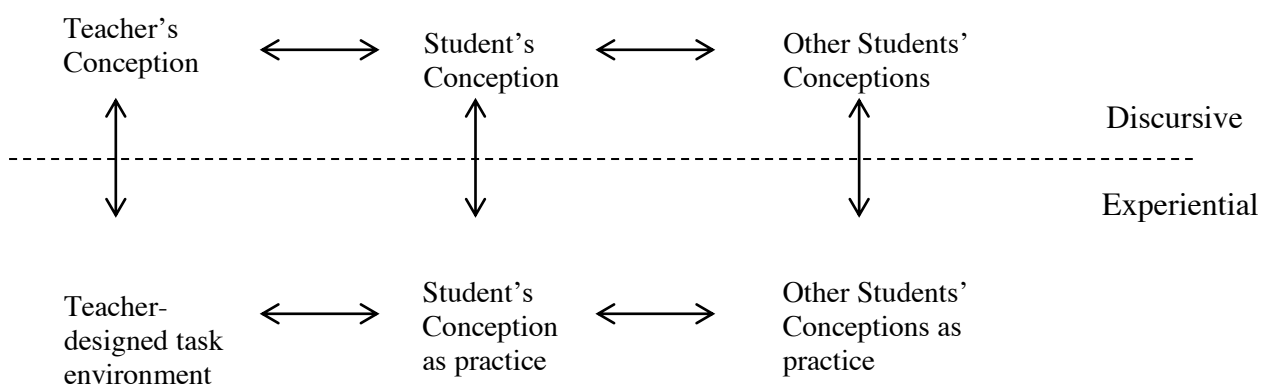 Teacher’s
Conception
Student’s
Conception
Other Students’
Conceptions
Discursive
Experiential
Teacher-
designed task
environment
Student’s
Conception
as practice
Other Students’
Conceptions as
practice